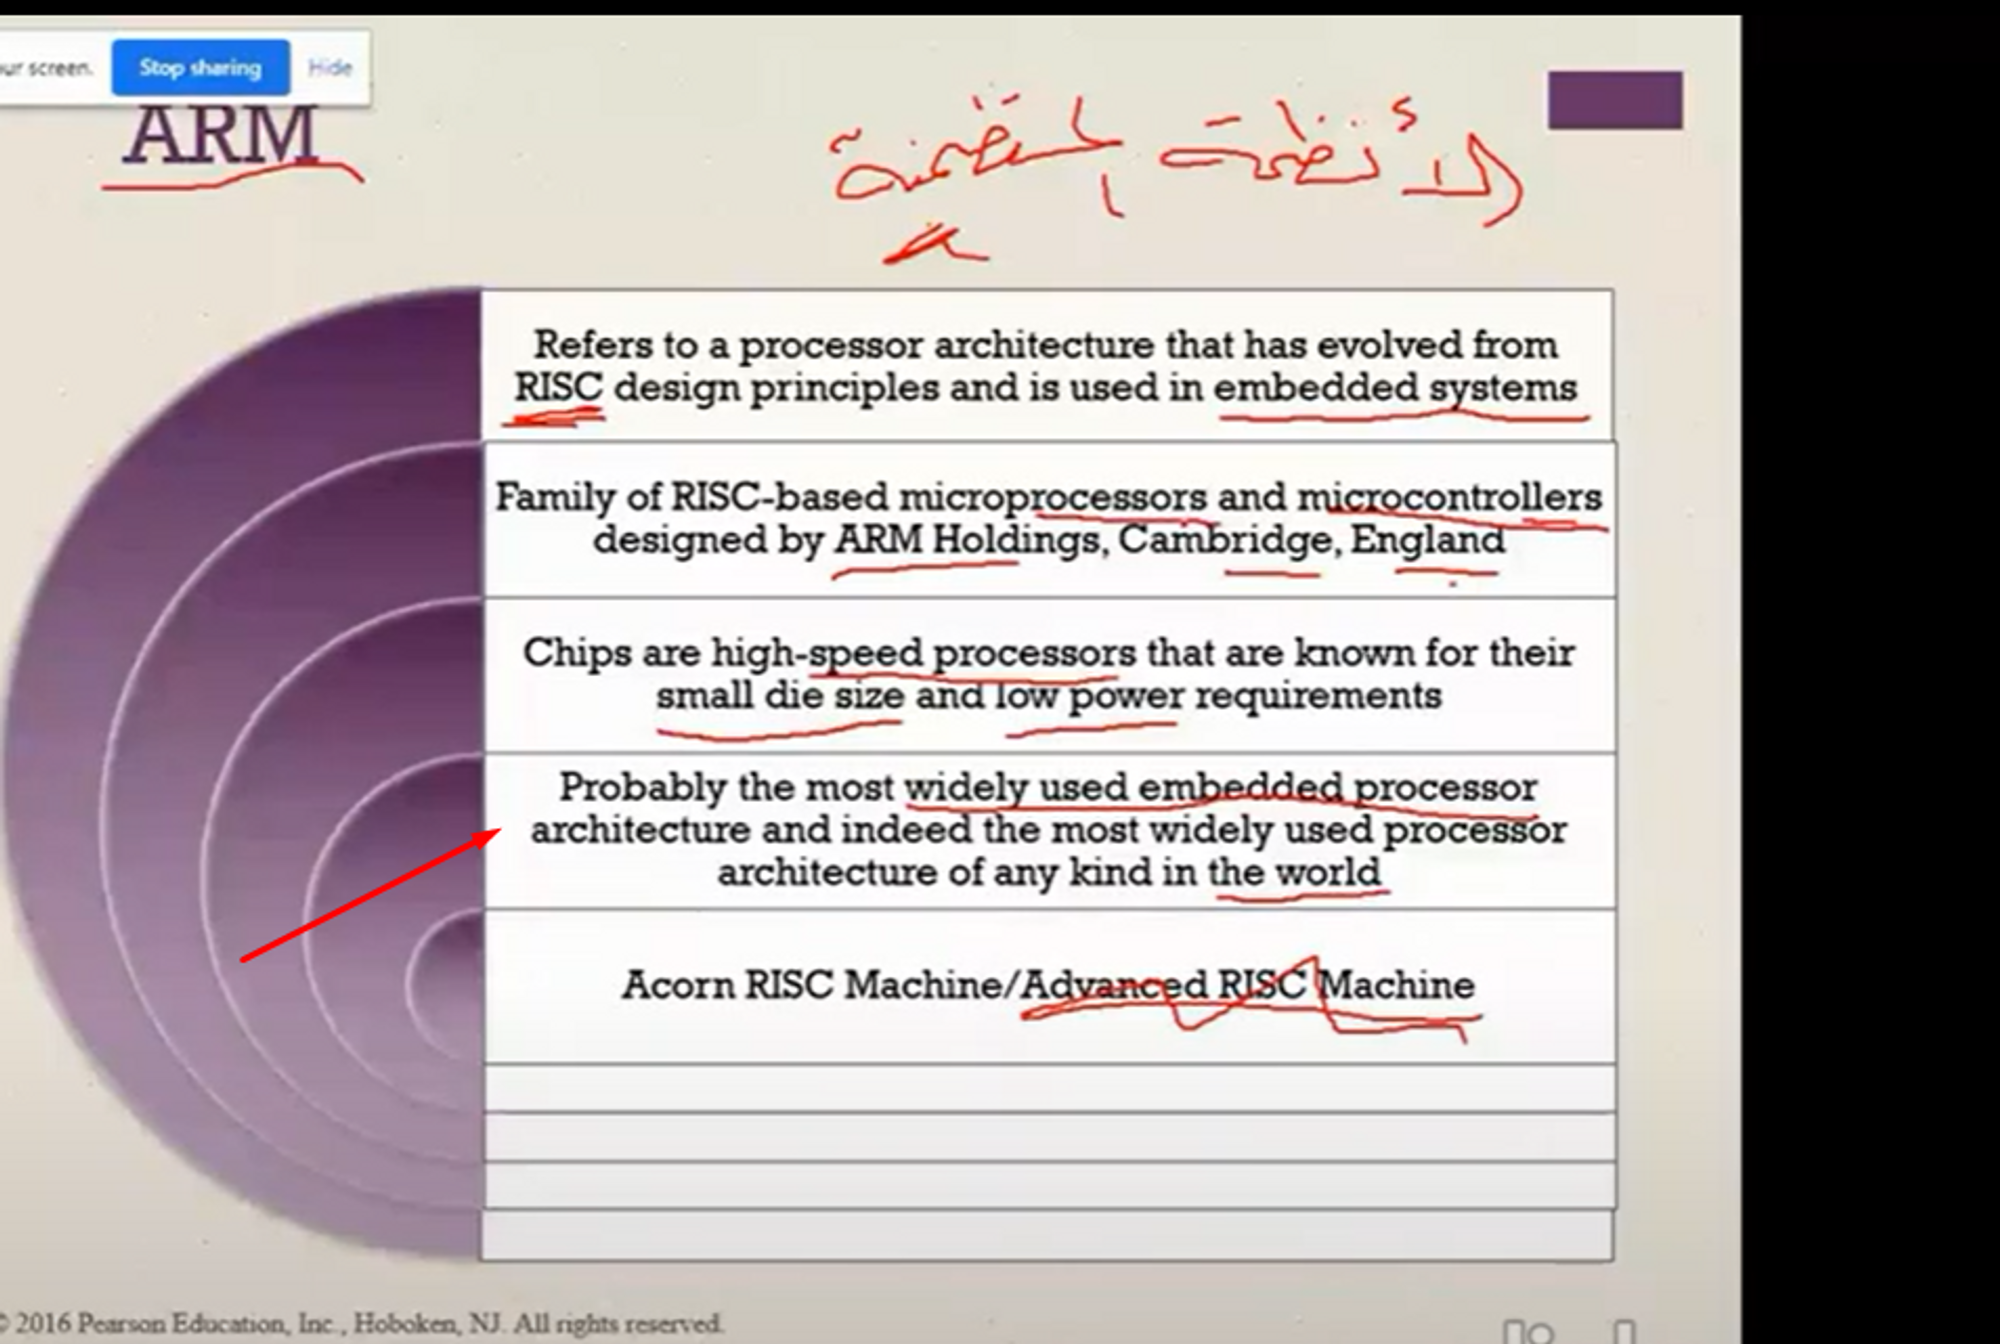 ur screen. Stop sharing Hide
ARM
الأنظمة المتضمنة
Refers to a processor architecture that has evolved from
RISC design principles and is used in embedded systems
Family of RISC-based microprocessors and microcontrollers
designed by ARM Holdings, Cambridge, England
Chips are high-speed processors that are known for their
small die size and low power requirements
Probably the most widely used embedded processor
architecture and indeed the most widely used processor
architecture of any kind in the world
Acorn RISC Machine/Advanced RISC Machine
© 2016 Pearson Education, Inc., Hoboken, NJ. All rights reserved.